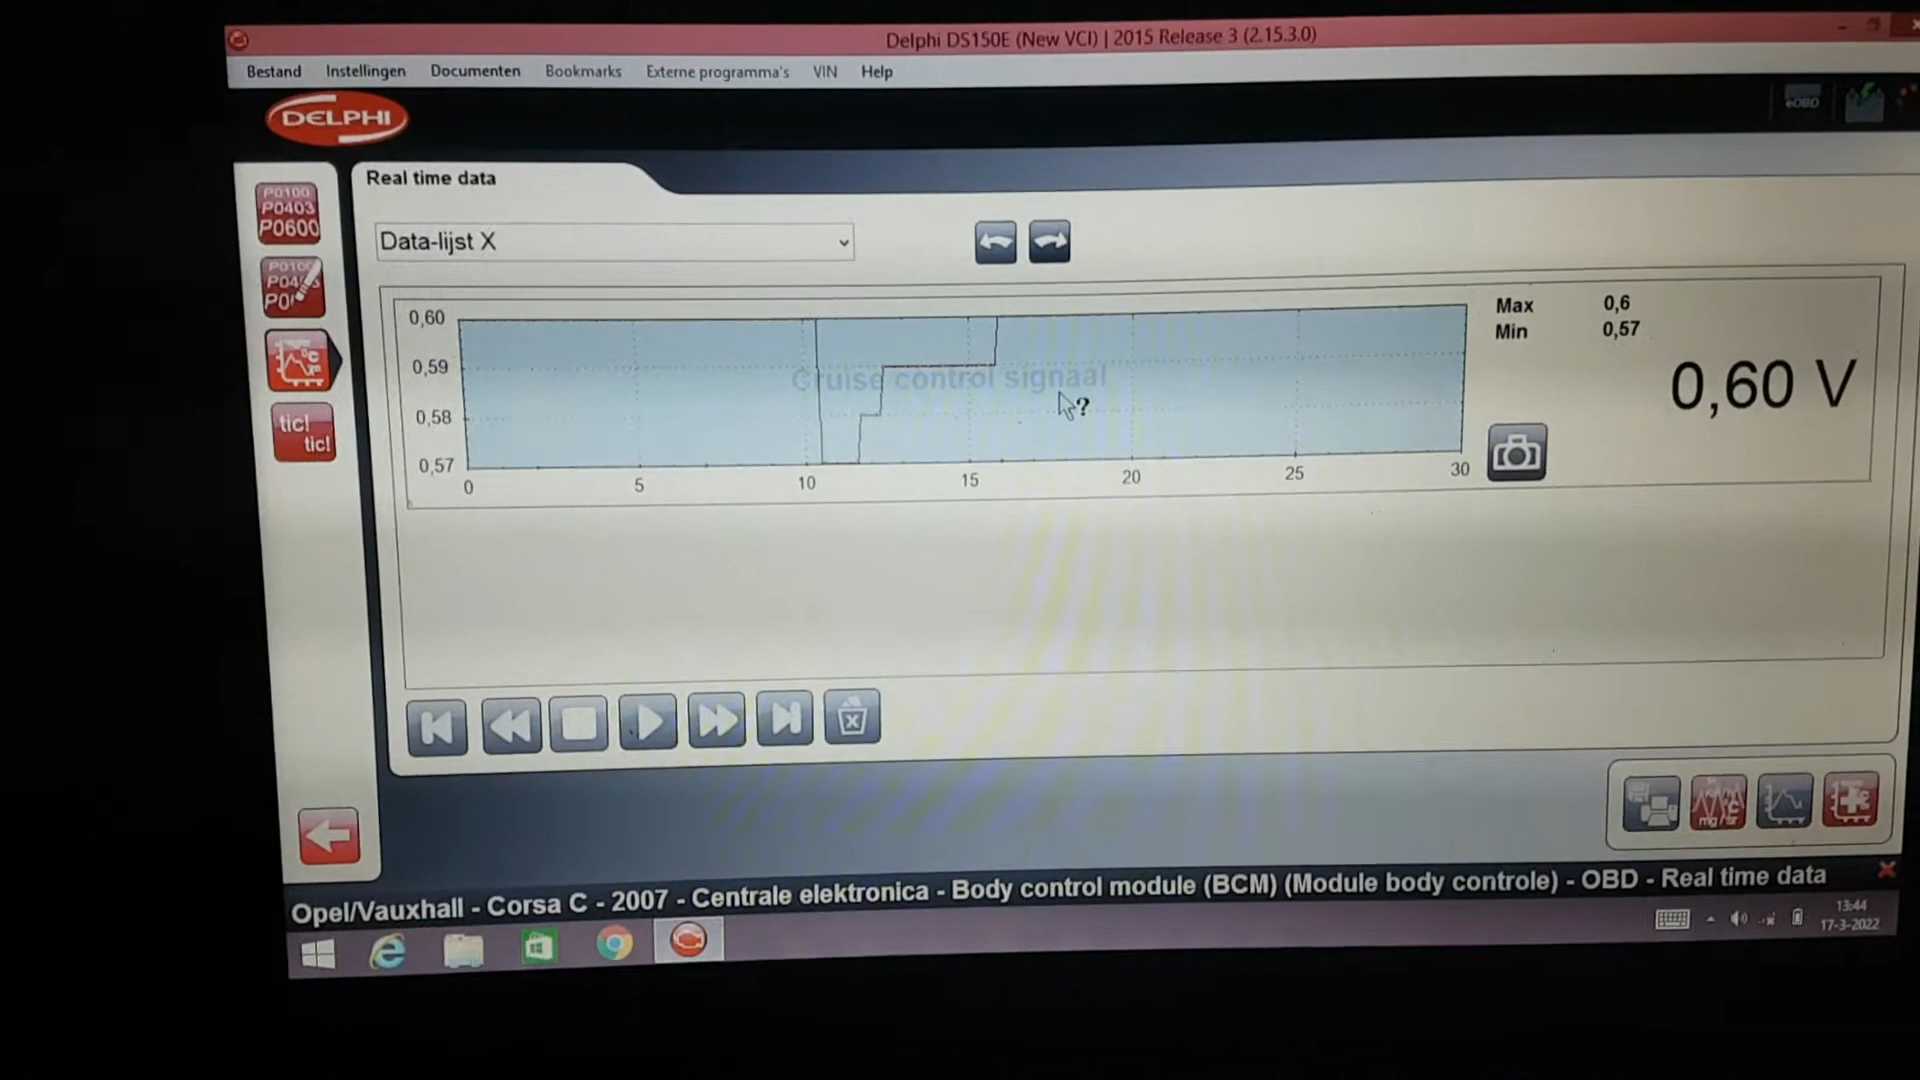 Delphi DS150E (New VCI) | 2015 Release 3 (2.15.3.0)
Bestand Instellingen Documenten Bookmarks Externe programma's VIN Help
DELPHI
eOBD
P0100
P0403
P0600
Real time data
Data-lijst X
Max 0,6
Min 0,57
0,60 V
0,60
0,59
0,58
0,57
Cruise control signaal
?
0 5 10 15 20 25 30
°C
tic!
tic!
mg/str
Opel/Vauxhall - Corsa C - 2007 - Centrale elektronica - Body control module (BCM) (Module body controle) - OBD - Real time data
13:44
17-3-2022